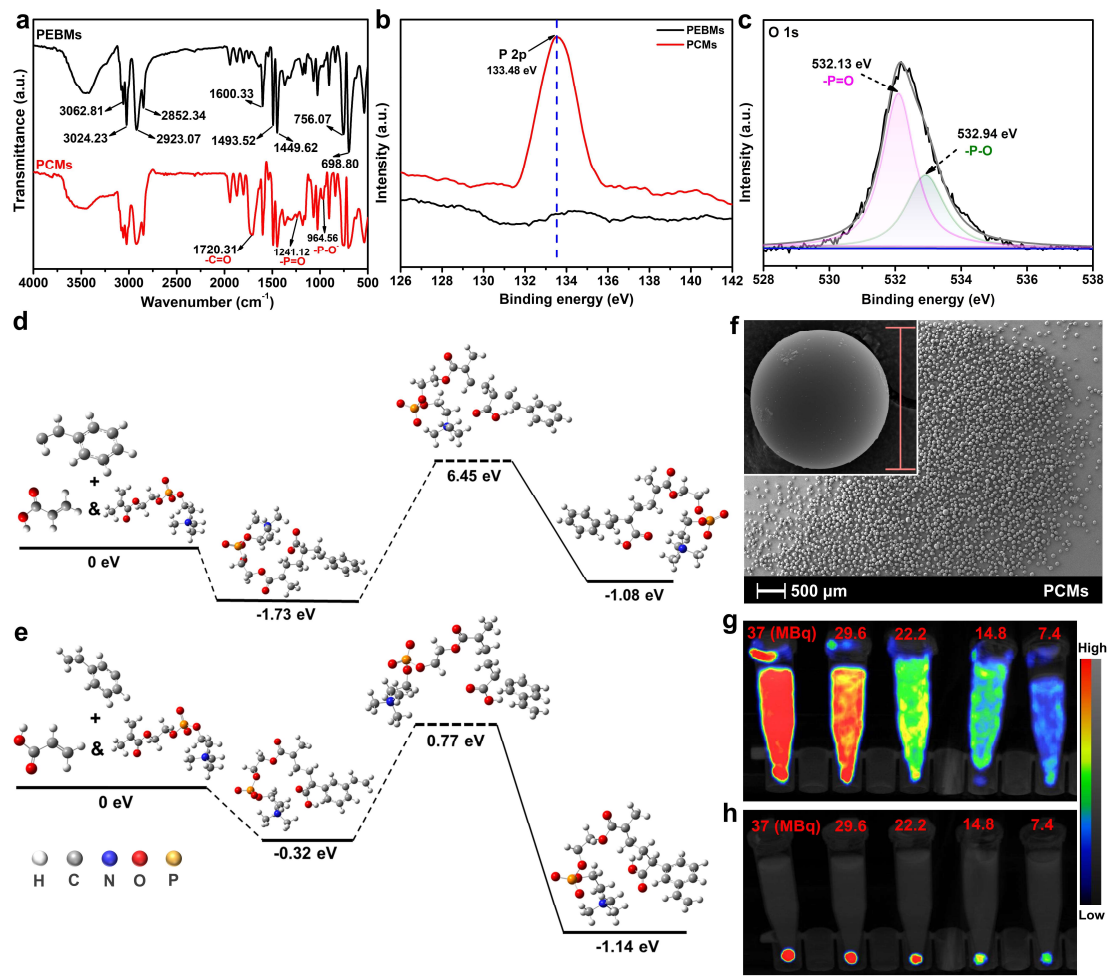 a
PEBMs
3062.81
3024.23
2852.34
2923.07
1600.33
1493.52
1449.62
756.07
698.80
PCMs
1720.31
-C=O
1241.12
-P=O
964.56
-P-O-
4000 3000 2500 2000 1500 1000 500
Wavenumber (cm-1)
Transmittance (a.u.)
b
PEBMs
PCMs
P 2p
133.48 eV
126 128 130 132 134 136 138 140 142
Binding energy (eV)
Intensity (a.u.)
c
O 1s
532.13 eV
-P=O
532.94 eV
-P-O
528 530 532 534 536 538
Binding energy (eV)
Intensity (a.u.)
d
+
&
0 eV
-1.73 eV
6.45 eV
-1.08 eV
e
+
&
0 eV
-0.32 eV
0.77 eV
-1.14 eV
H C N O P
f
500 μm
PCMs
g
37 (MBq) 29.6 22.2 14.8 7.4
h
37 (MBq) 29.6 22.2 14.8 7.4
High
Low